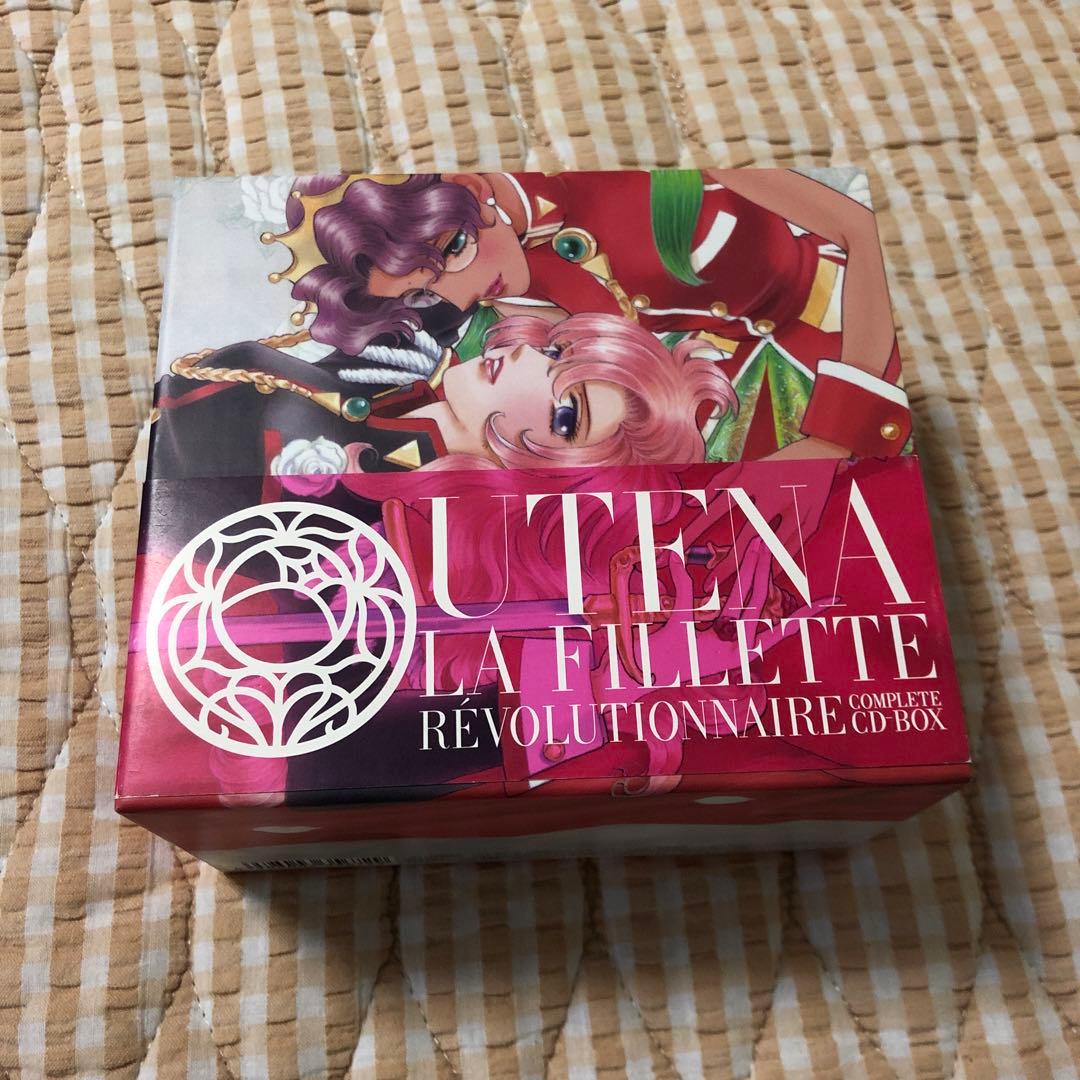 UTENA
LA FILLETTE
RÉVOLUTIONNAIRE COMPLETE
CD-BOX